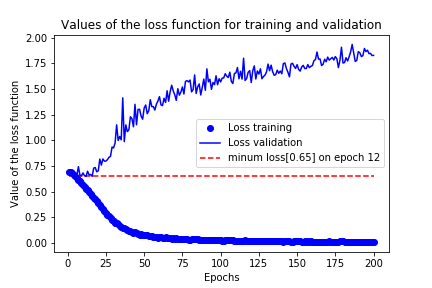 Values of the loss function for training and validation
2.00
1.75
1.50
1.25
1.00
0.75
0.50
0.25
0.00
Value of the loss function
Loss training
Loss validation
minum loss[0.65] on epoch 12
0 25 50 75 100 125 150 175 200
Epochs